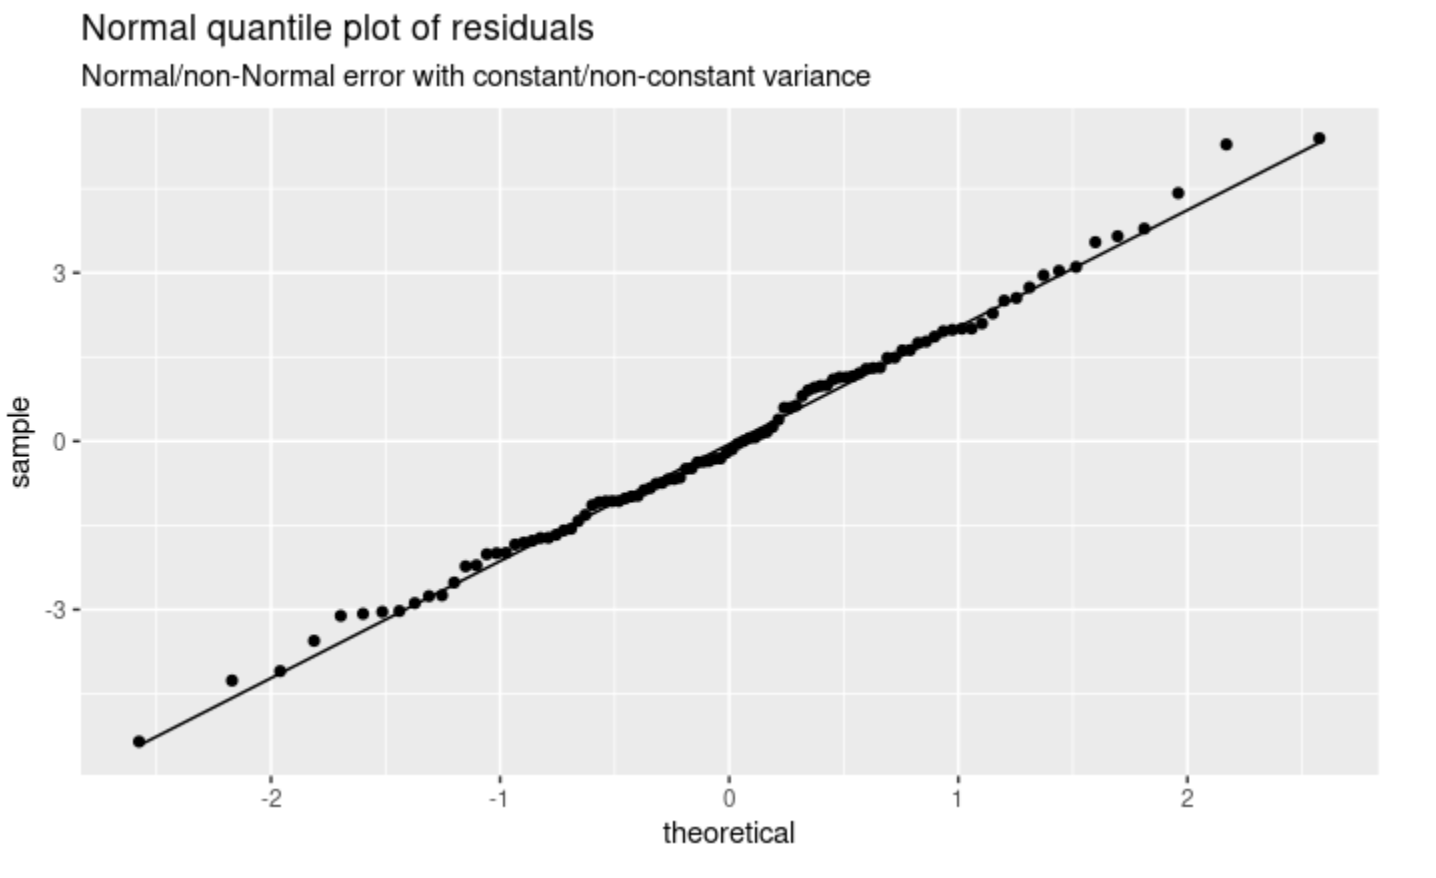 Normal quantile plot of residuals
Normal/non-Normal error with constant/non-constant variance
3
0
-3
sample
-2
-1
0
1
2
theoretical